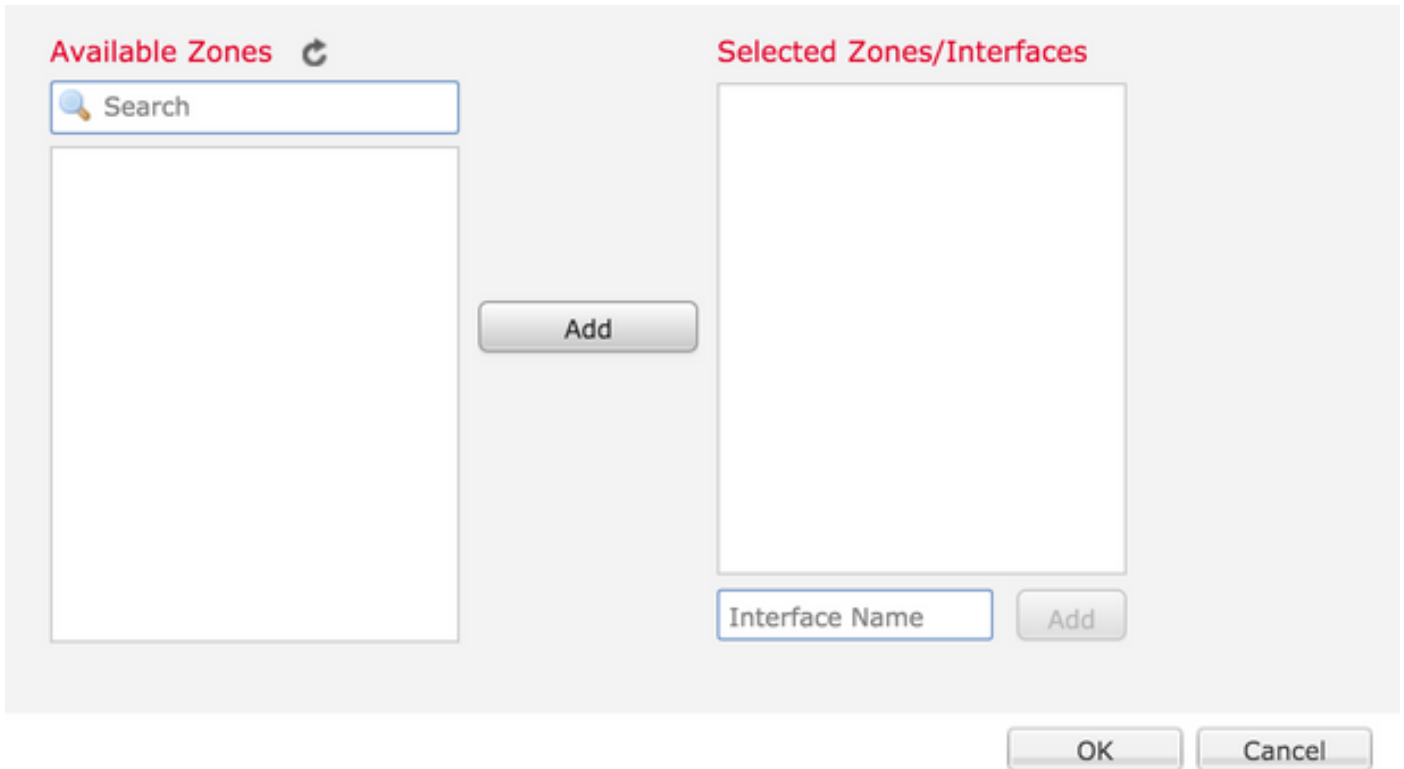 Available Zones
Search
Add
Selected Zones/Interfaces
Interface Name
Add
OK
Cancel